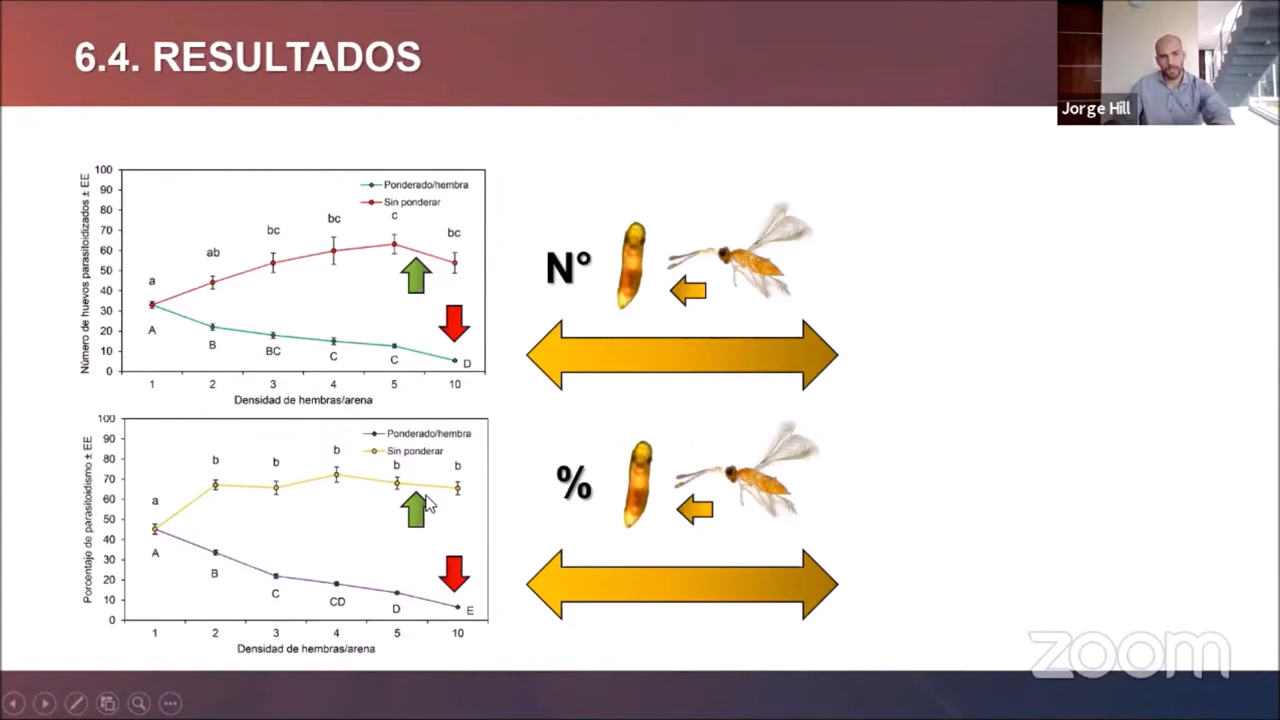 6.4. RESULTADOS
Jorge Hill
Número de huevos parasitoidizados ± EE
100
90
80
70
60
50
40
30
20
10
0
Ponderado/hembra
Sin ponderar
a
ab
bc
bc
c
bc
A
B
BC
C
C
D
1 2 3 4 5 10
Densidad de hembras/arena
N°
Porcentaje de parasitoidismo ± EE
100
90
80
70
60
50
40
30
20
10
0
Ponderado/hembra
Sin ponderar
a
b
b
b
b
b
A
B
C
CD
D
E
1 2 3 4 5 10
Densidad de hembras/arena
%
zoom